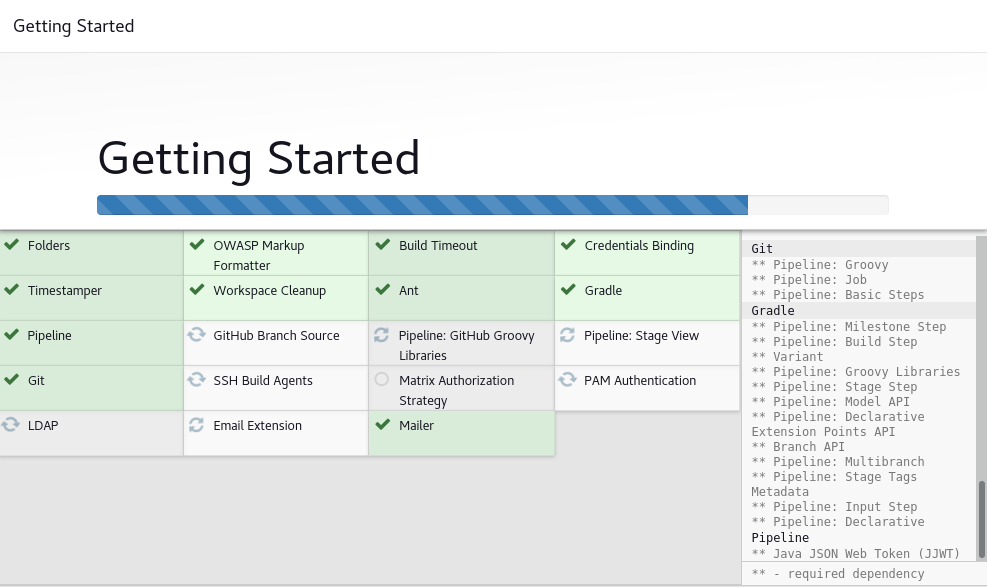 Getting Started
Getting Started
Folders
OWASP Markup
Formatter
Build Timeout
Credentials Binding
Timestamper
Workspace Cleanup
Ant
Gradle
Pipeline
GitHub Branch Source
Pipeline: GitHub Groovy
Libraries
Pipeline: Stage View
Git
SSH Build Agents
Matrix Authorization
Strategy
PAM Authentication
LDAP
Email Extension
Mailer
Git
** Pipeline: Groovy
** Pipeline: Job
** Pipeline: Basic Steps
Gradle
** Pipeline: Milestone Step
** Pipeline: Build Step
** Variant
** Pipeline: Groovy Libraries
** Pipeline: Stage Step
** Pipeline: Model API
** Pipeline: Declarative
Extension Points API
** Branch API
** Pipeline: Multibranch
** Pipeline: Stage Tags
Metadata
** Pipeline: Input Step
** Pipeline: Declarative
Pipeline
** Java JSON Web Token (JJWT)
** - required dependency